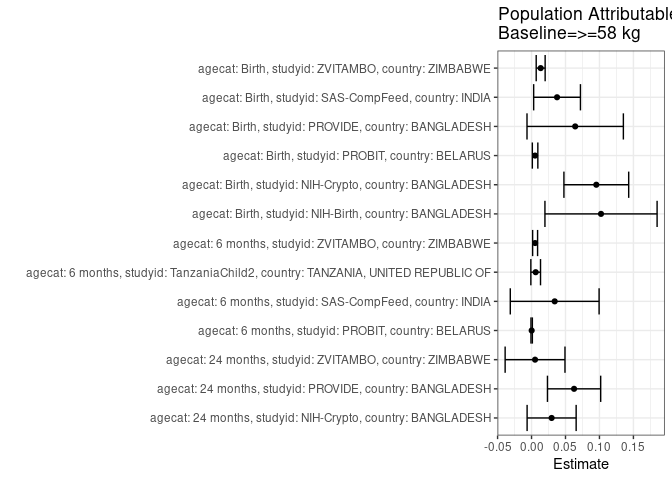 Population Attributable
Baseline=>=58 kg
agecat: Birth, studyid: ZVITAMBO, country: ZIMBABWE
agecat: Birth, studyid: SAS-CompFeed, country: INDIA
agecat: Birth, studyid: PROVIDE, country: BANGLADESH
agecat: Birth, studyid: PROBIT, country: BELARUS
agecat: Birth, studyid: NIH-Crypto, country: BANGLADESH
agecat: Birth, studyid: NIH-Birth, country: BANGLADESH
agecat: 6 months, studyid: ZVITAMBO, country: ZIMBABWE
agecat: 6 months, studyid: TanzaniaChild2, country: TANZANIA, UNITED REPUBLIC OF
agecat: 6 months, studyid: SAS-CompFeed, country: INDIA
agecat: 6 months, studyid: PROBIT, country: BELARUS
agecat: 24 months, studyid: ZVITAMBO, country: ZIMBABWE
agecat: 24 months, studyid: PROVIDE, country: BANGLADESH
agecat: 24 months, studyid: NIH-Crypto, country: BANGLADESH
-0.05 0.00 0.05 0.10 0.15
Estimate